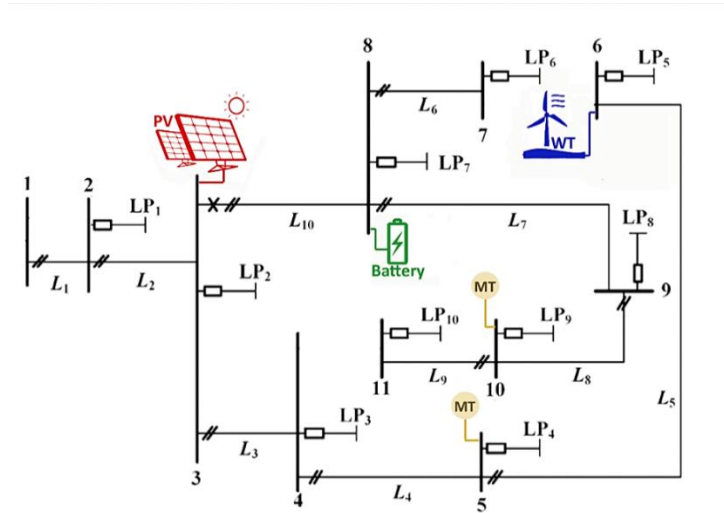 8
6
LP₆
LP₅
PV
L₆
7
WT
LP₇
1
2
LP₁
L₁₀
L₇
LP₈
L₁
L₂
LP₂
Battery
MT
9
LP₁₀
LP₉
11
L₉
10
L₈
MT
L₅
LP₃
LP₄
L₃
3
4
L₄
5